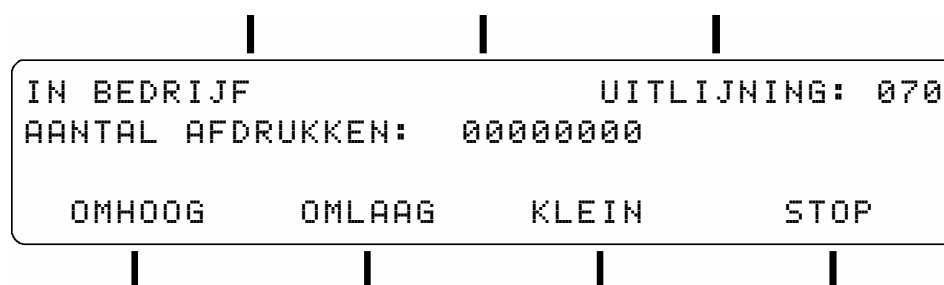 IN BEDRIJF UITLIJNING: 070
AANTAL AFDRUKKEN: 00000000
OMHOOG OMLAAG KLEIN STOP